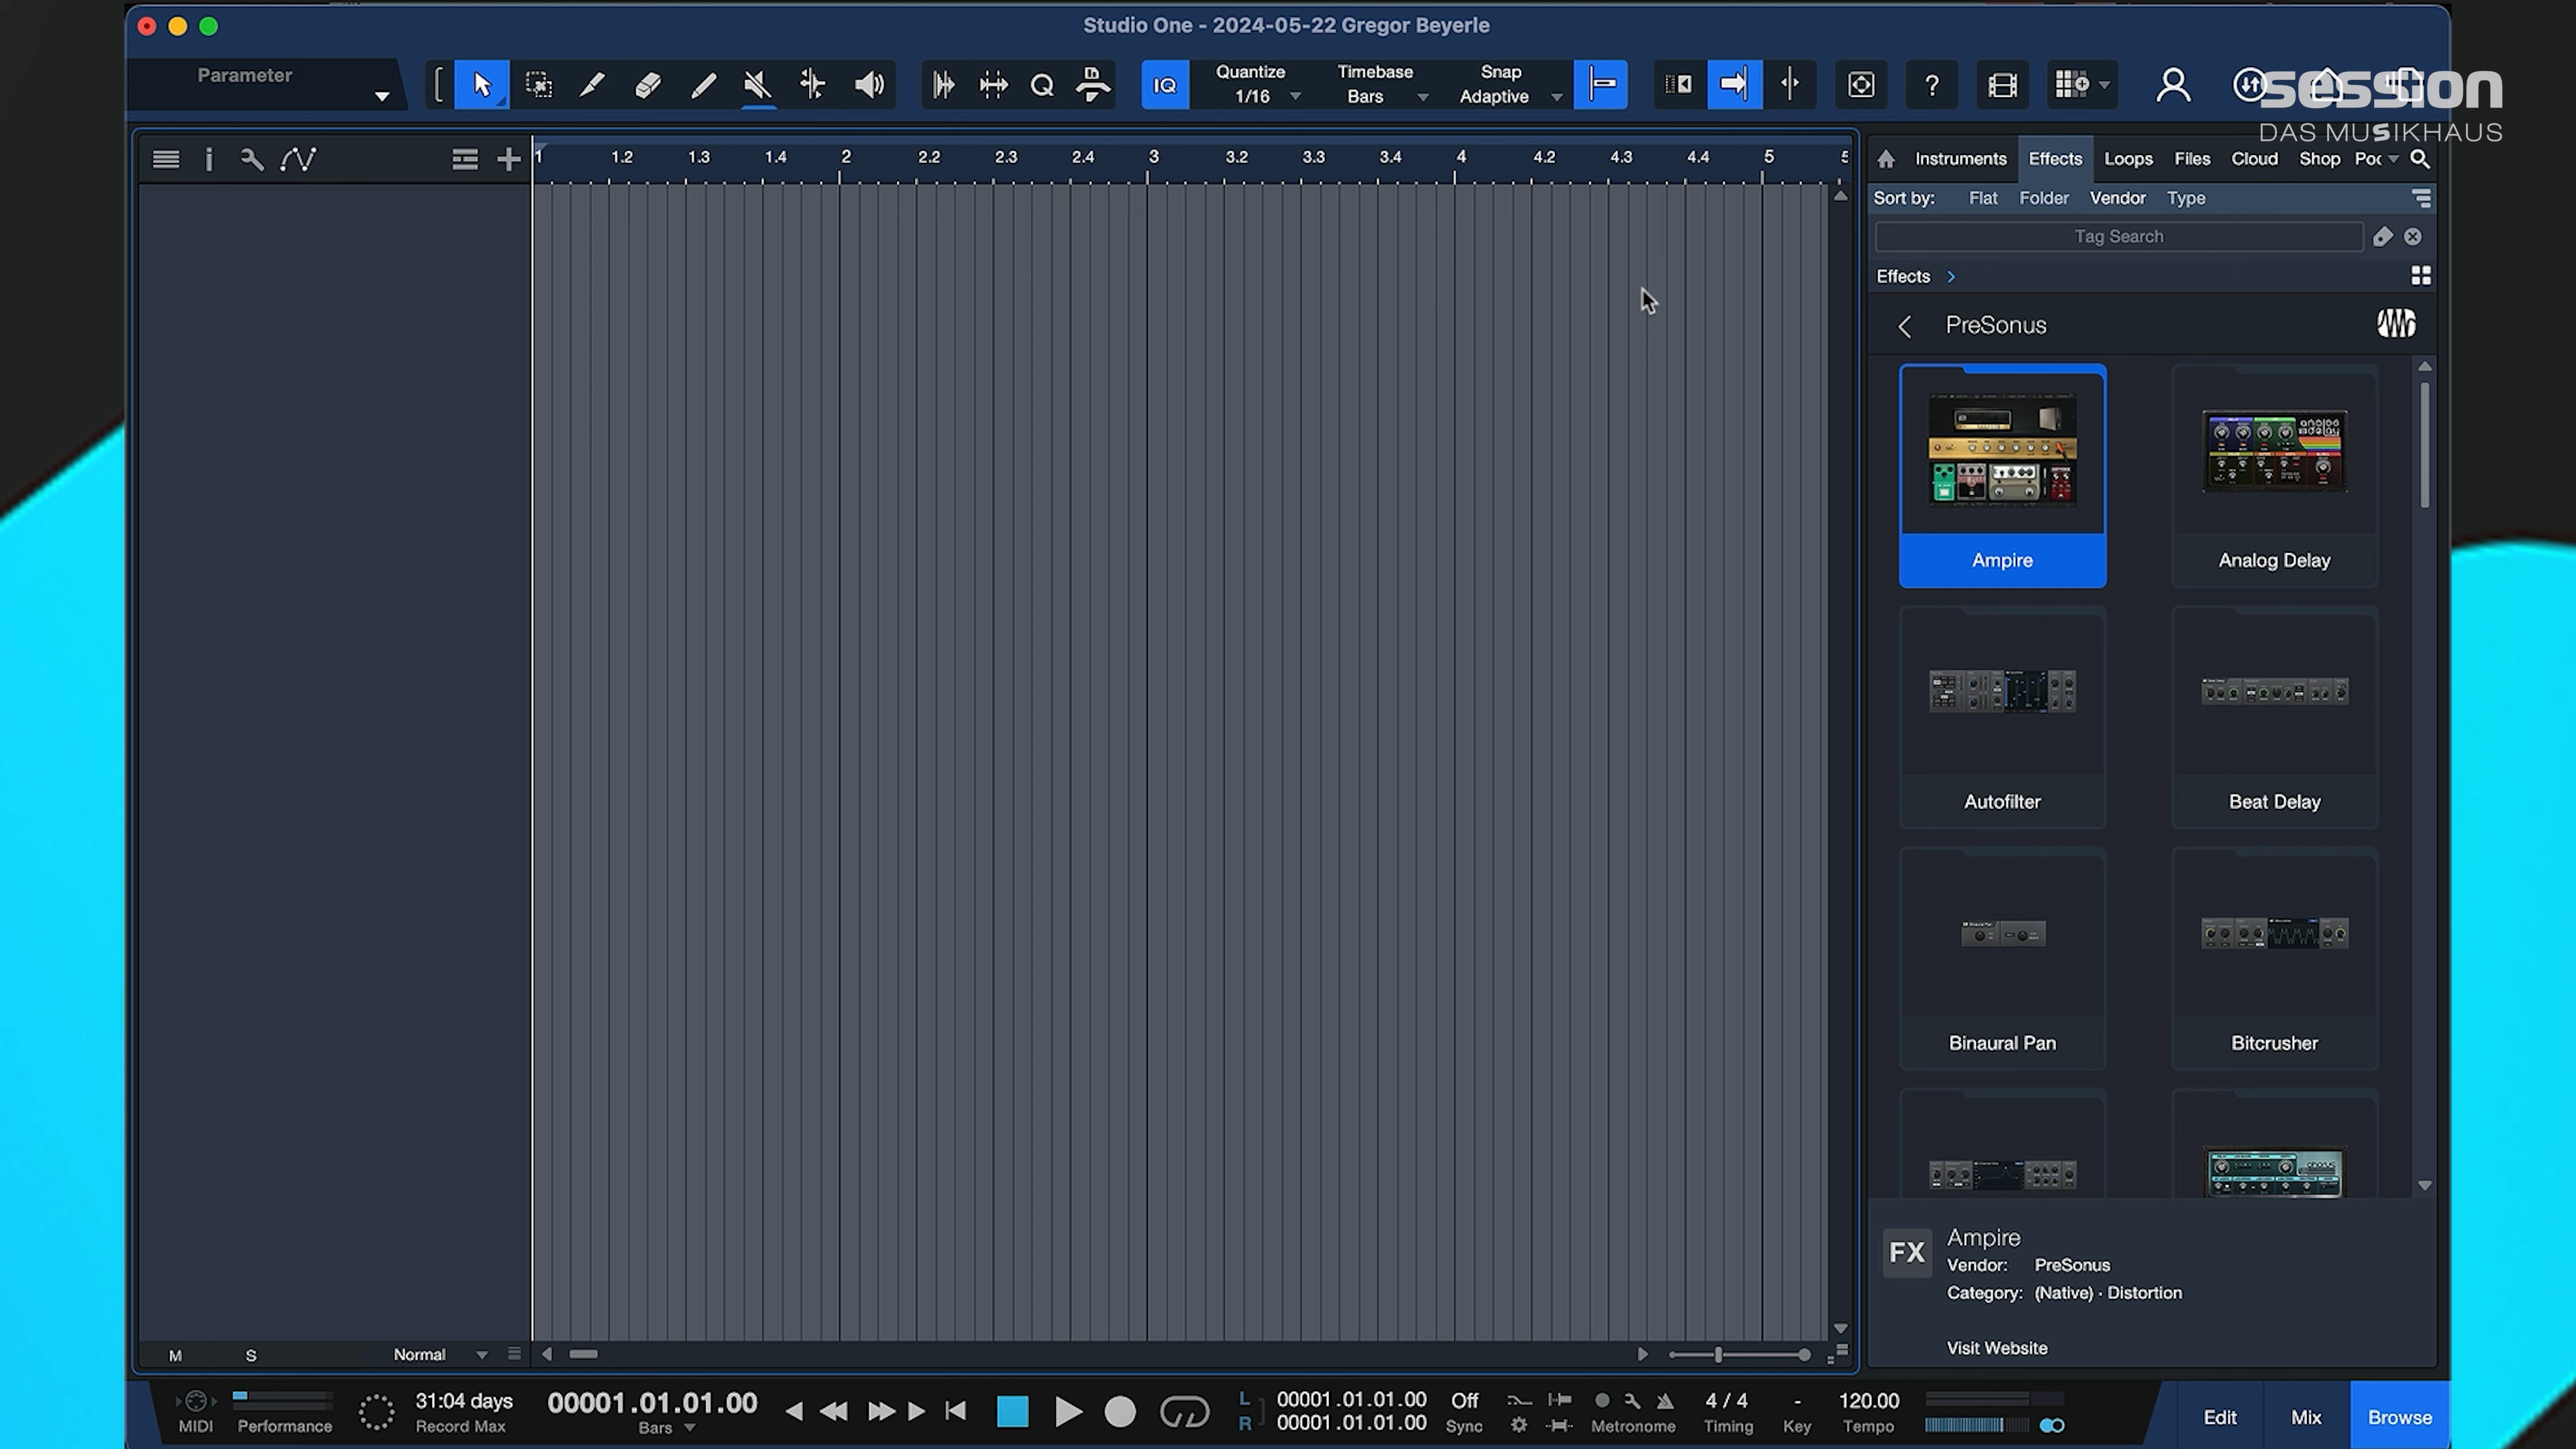 Studio One - 2024-05-22 Gregor Beyerle
Parameter
IQ
Quantize
1/16
Timebase
Bars
Snap
Adaptive
?
session
DAS MUSIKHAUS
1 1.2 1.3 1.4 2 2.2 2.3 2.4 3 3.2 3.3 3.4 4 4.2 4.3 4.4 5
Instruments Effects Loops Files Cloud Shop Poc
Sort by: Flat Folder Vendor Type
Tag Search
Effects
PreSonus
Ampire
Analog Delay
Autofilter
Beat Delay
Binaural Pan
Bitcrusher
FX
Ampire
Vendor: PreSonus
Category: (Native) · Distortion
Visit Website
M S Normal
MIDI
Performance
31:04 days
Record Max
00001.01.01.00
Bars
L 00001.01.01.00
R 00001.01.01.00
Off
Sync
Metronome
4 / 4
Timing
-
Key
120.00
Tempo
Edit
Mix
Browse